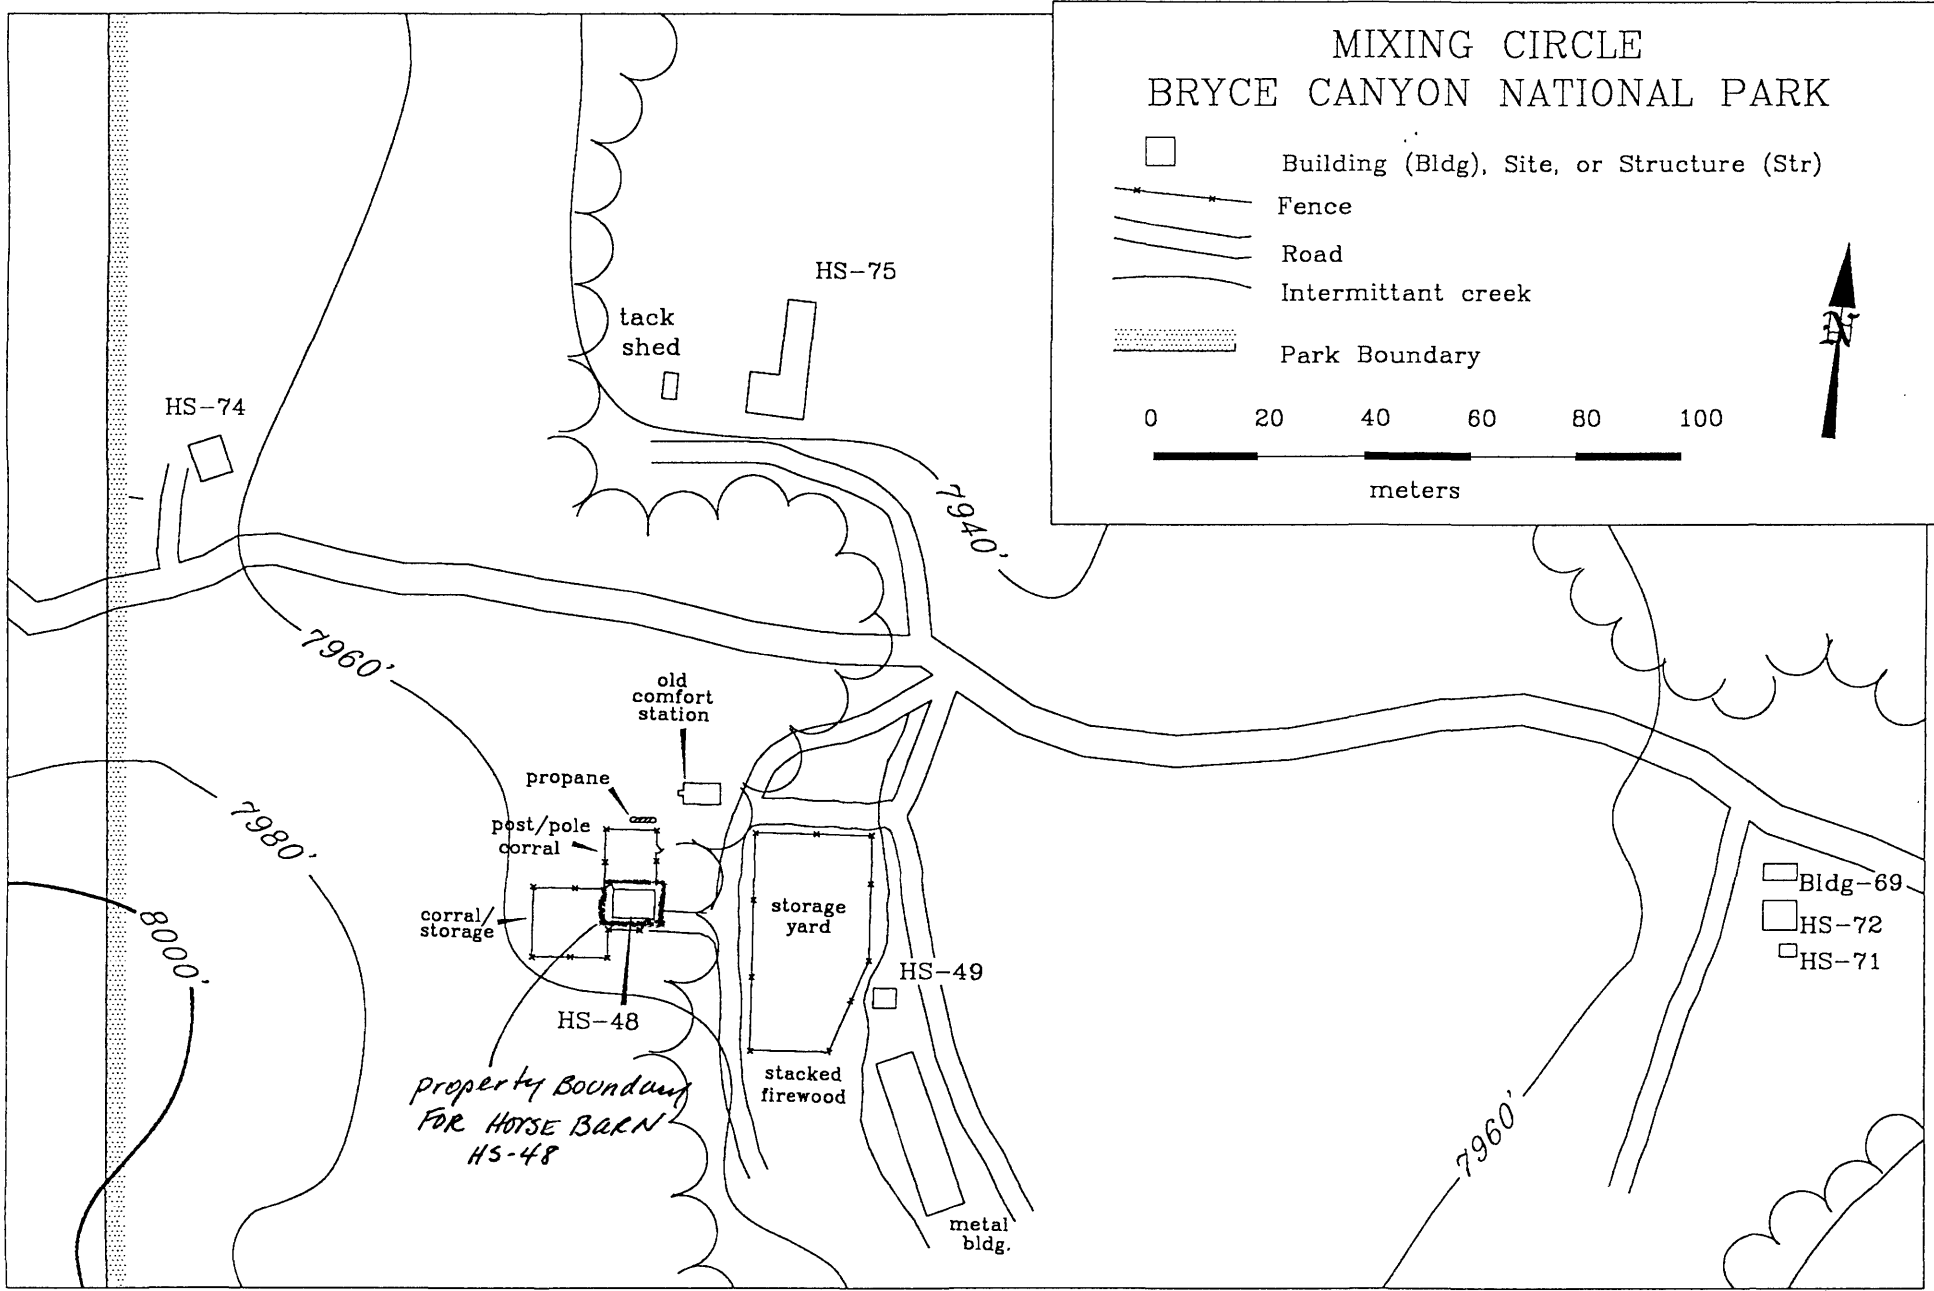 MIXING CIRCLE
BRYCE CANYON NATIONAL PARK
Building (Bldg), Site, or Structure (Str)
Fence
Road
Intermittant creek
Park Boundary
N
0 20 40 60 80 100
meters
HS-75
tack
shed
HS-74
7940'
7960'
old
comfort
station
propane
post/pole
corral
7980'
8000'
corral/
storage
storage
yard
HS-49
HS-48
Bldg-69
HS-72
HS-71
stacked
firewood
Property Boundary
FOR HORSE BARN
HS-48
7960'
metal
bldg.